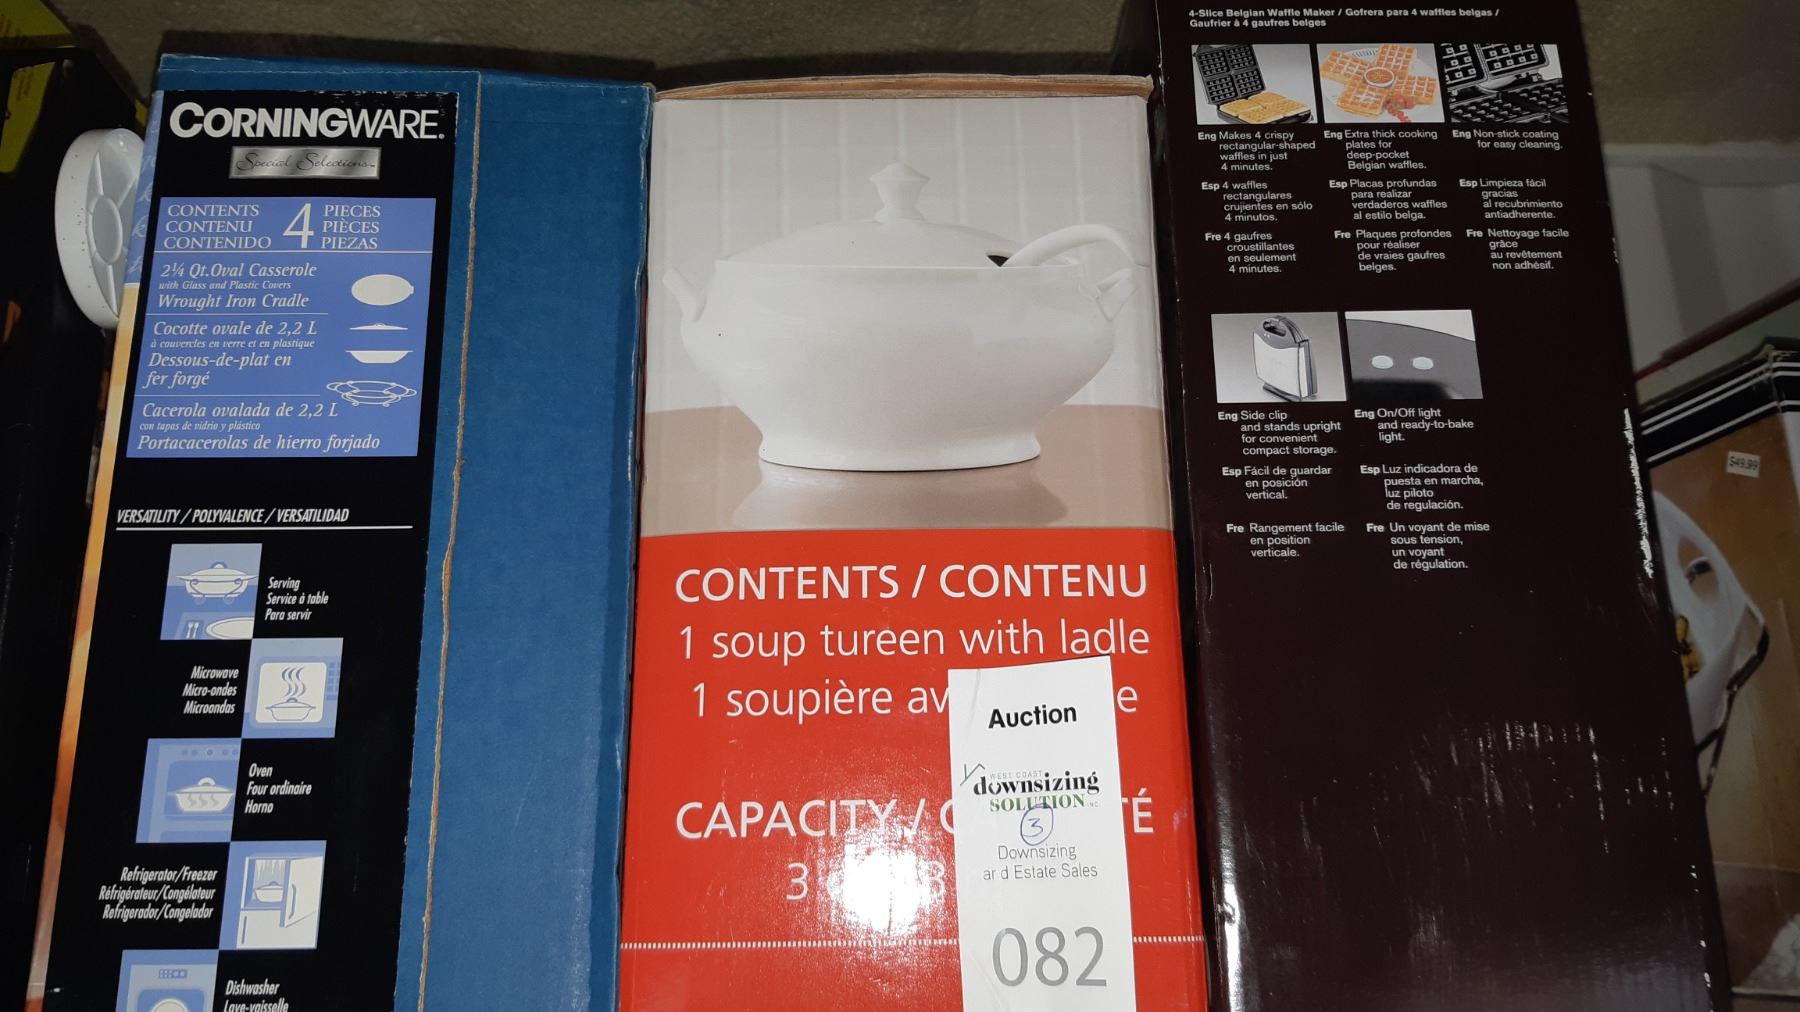 CORNINGWARE®
Special Selections™
CONTENTS
CONTENU
CONTENIDO
4
PIECES
PIÈCES
PIEZAS
2¼ Qt. Oval Casserole
with Glass and Plastic Covers
Wrought Iron Cradle
Cocotte ovale de 2,2 L
à couvercles en verre et en plastique
Dessous-de-plat en
fer forgé
Cacerola ovalada de 2,2 L
con tapas de vidrio y plástico
Portacacerolas de hierro forjado
VERSATILITY / POLYVALENCE / VERSATILIDAD
Serving
Service à table
Para servir
Microwave
Micro-ondes
Microondas
Oven
Four ordinaire
Horno
Refrigerator/Freezer
Réfrigérateur/Congélateur
Refrigerador/Congelador
Dishwasher
Lave-vaisselle
CONTENTS / CONTENU
1 soup tureen with ladle
1 soupière av e
CAPACITY / C TÉ
3
Auction
WEST COAST
downsizing
SOLUTION INC.
3
Downsizing
and Estate Sales
082
4-Slice Belgian Waffle Maker / Gofrera para 4 waffles belgas /
Gaufrier à 4 gaufres belges
Eng Makes 4 crispy
rectangular-shaped
waffles in just
4 minutes.
Esp 4 waffles
rectangulares
crujientes en sólo
4 minutos.
Fre 4 gaufres
croustillantes
en seulement
4 minutes.
Eng Extra thick cooking
plates for
deep-pocket
Belgian waffles.
Esp Placas profundas
para realizar
verdaderos waffles
al estilo belga.
Fre Plaques profondes
pour réaliser
de vraies gaufres
belges.
Eng Non-stick coating
for easy cleaning.
Esp Limpieza fácil
gracias
al recubrimiento
antiadherente.
Fre Nettoyage facile
grâce
au revêtement
non adhésif.
Eng Side clip
and stands upright
for convenient
compact storage.
Esp Fácil de guardar
en posición
vertical.
Fre Rangement facile
en position
verticale.
Eng On/Off light
and ready-to-bake
light.
Esp Luz indicadora de
puesta en marcha,
luz piloto
de regulación.
Fre Un voyant de mise
sous tension,
un voyant
de régulation.
$49.99